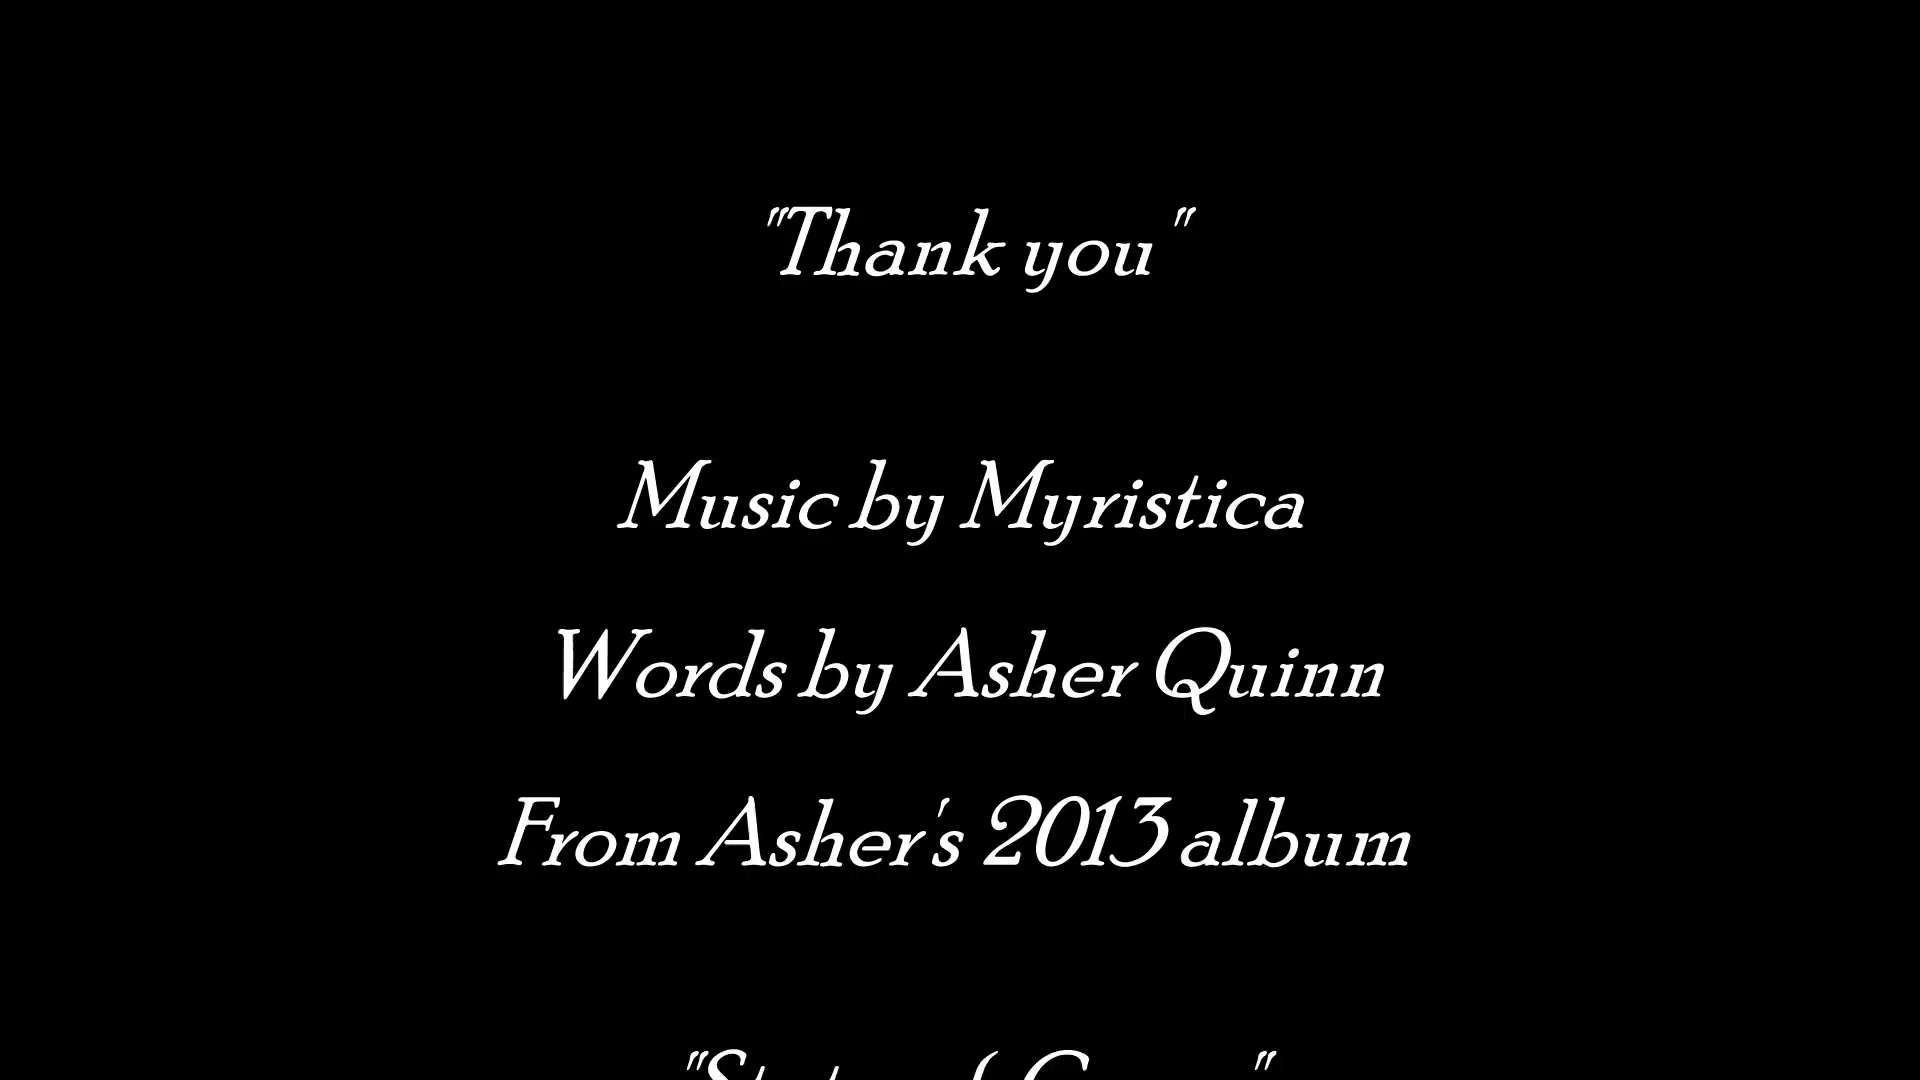 "Thank you"
Music by Myristica
Words by Asher Quinn
From Asher's 2013 album